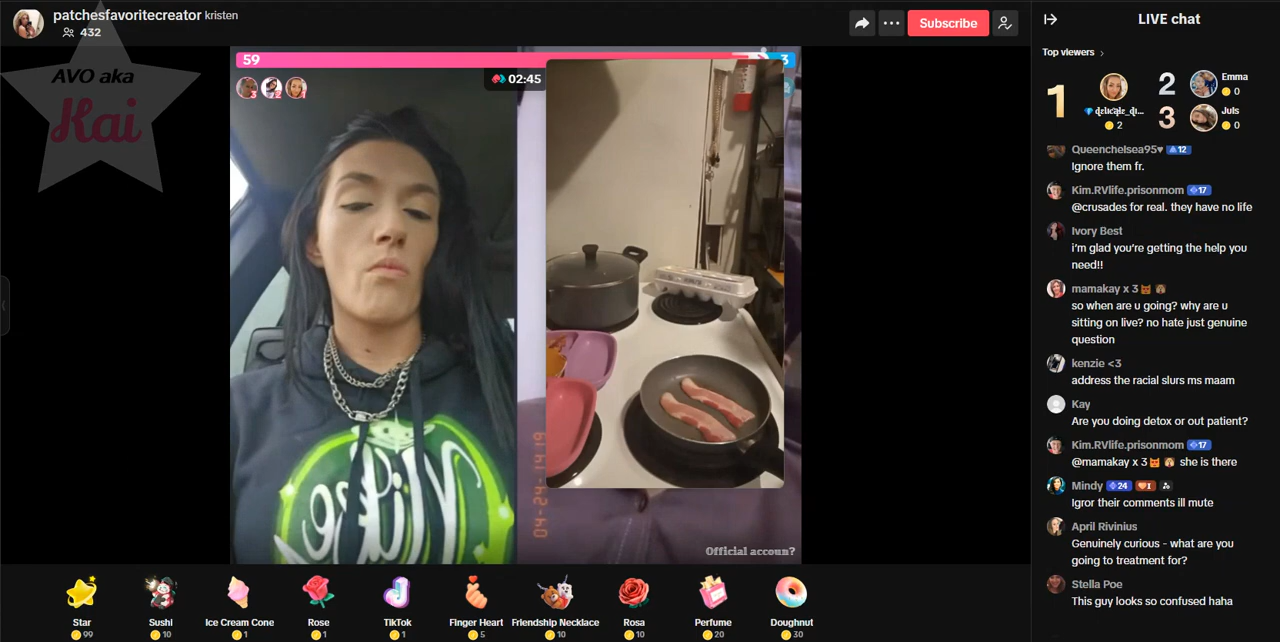 patchesfavoritecreator kristen
432
Subscribe
AVO aka
Kai
59
3
02:45
04-24-1419
Official accoun?
Star
99
Sushi
10
Ice Cream Cone
1
Rose
1
TikTok
1
Finger Heart
5
Friendship Necklace
10
Rosa
10
Perfume
20
Doughnut
30
LIVE chat
Top viewers >
1
2
2
Emma
0
3
Juls
0
Queenchelsea95♥ 12
Ignore them fr.
Kim.RVlife.prisonmom 17
@crusades for real. they have no life
Ivory Best
i'm glad you're getting the help you
need!!
mamakay x 3
so when are u going? why are u
sitting on live? no hate just genuine
question
kenzie <3
address the racial slurs ms maam
Kay
Are you doing detox or out patient?
Kim.RVlife.prisonmom 17
@mamakay x 3 she is there
Mindy 24 I
Igror their comments ill mute
April Rivinius
Genuinely curious - what are you
going to treatment for?
Stella Poe
This guy looks so confused haha